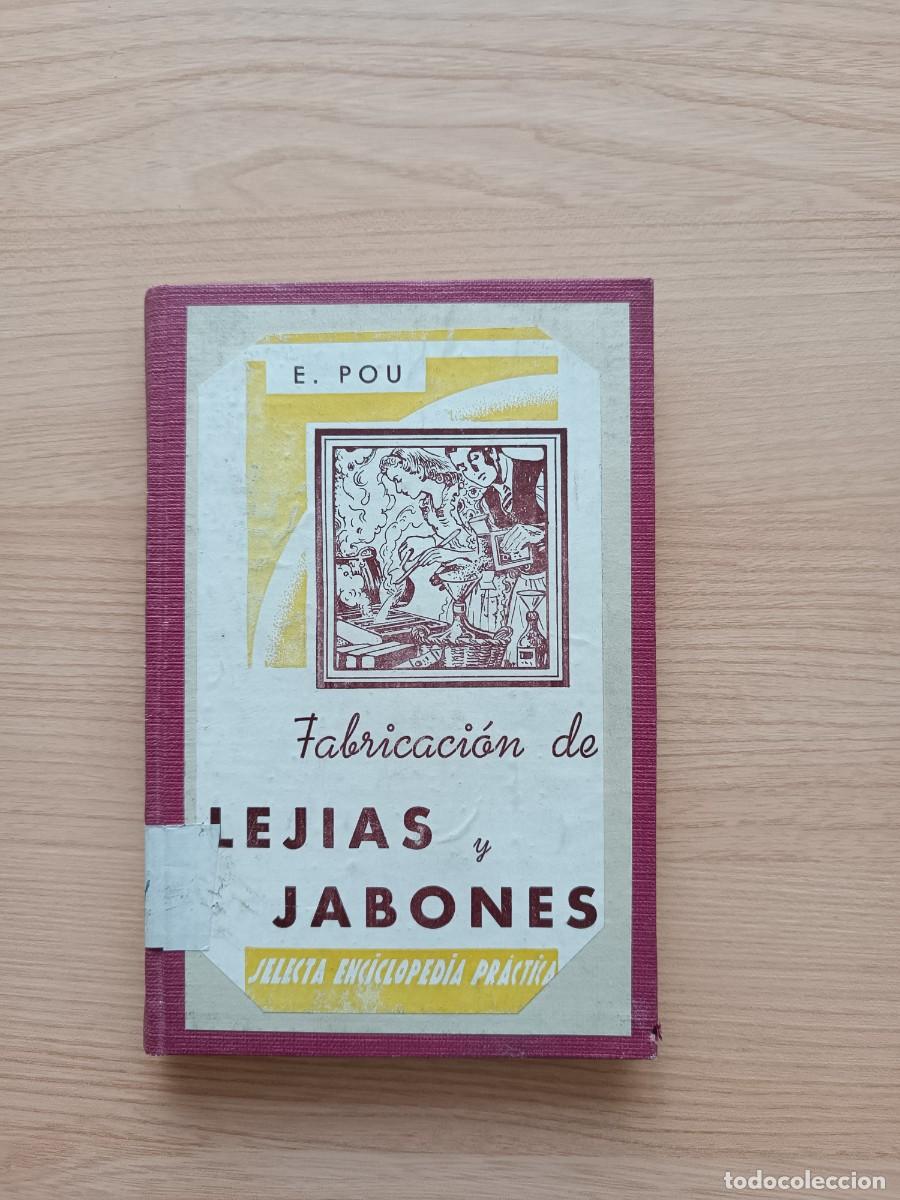 E. POU
Fabricación de
LEJIAS y
JABONES
SELECTA ENCICLOPEDIA PRÁCTICA
todocoleccion